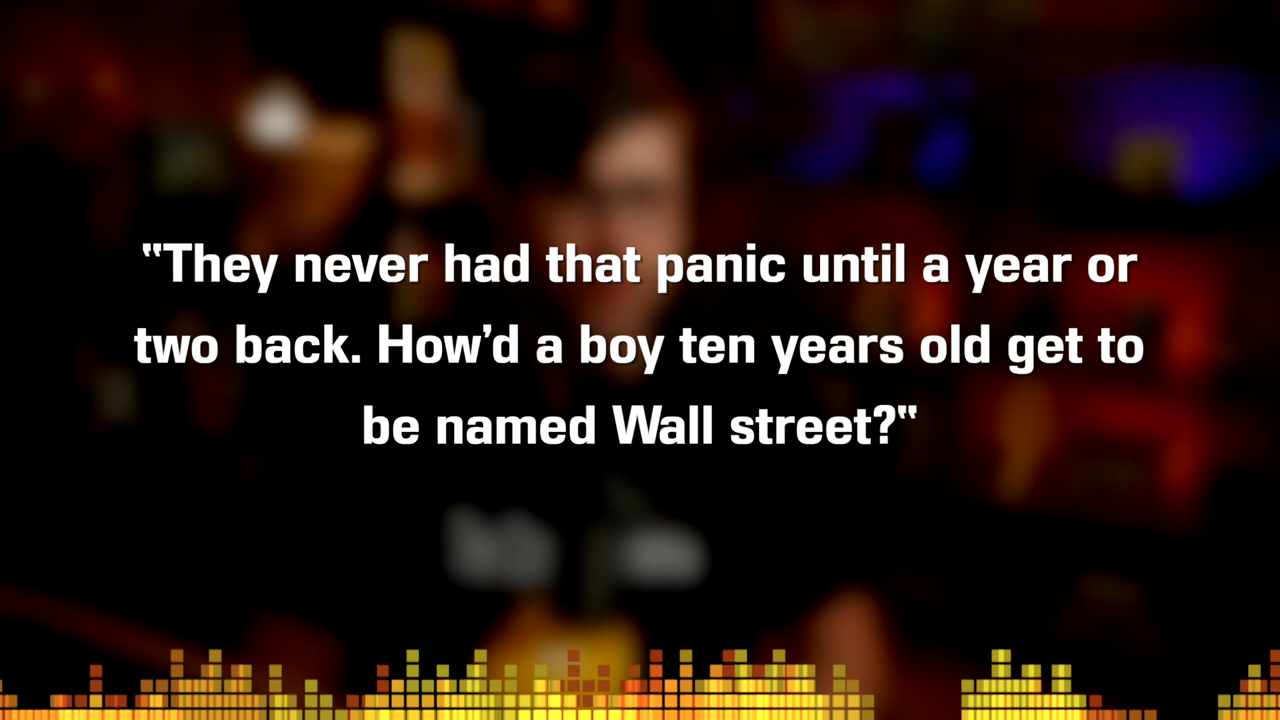 ‟They never had that panic until a year or
two back. How’d a boy ten years old get to
be named Wall street?‟